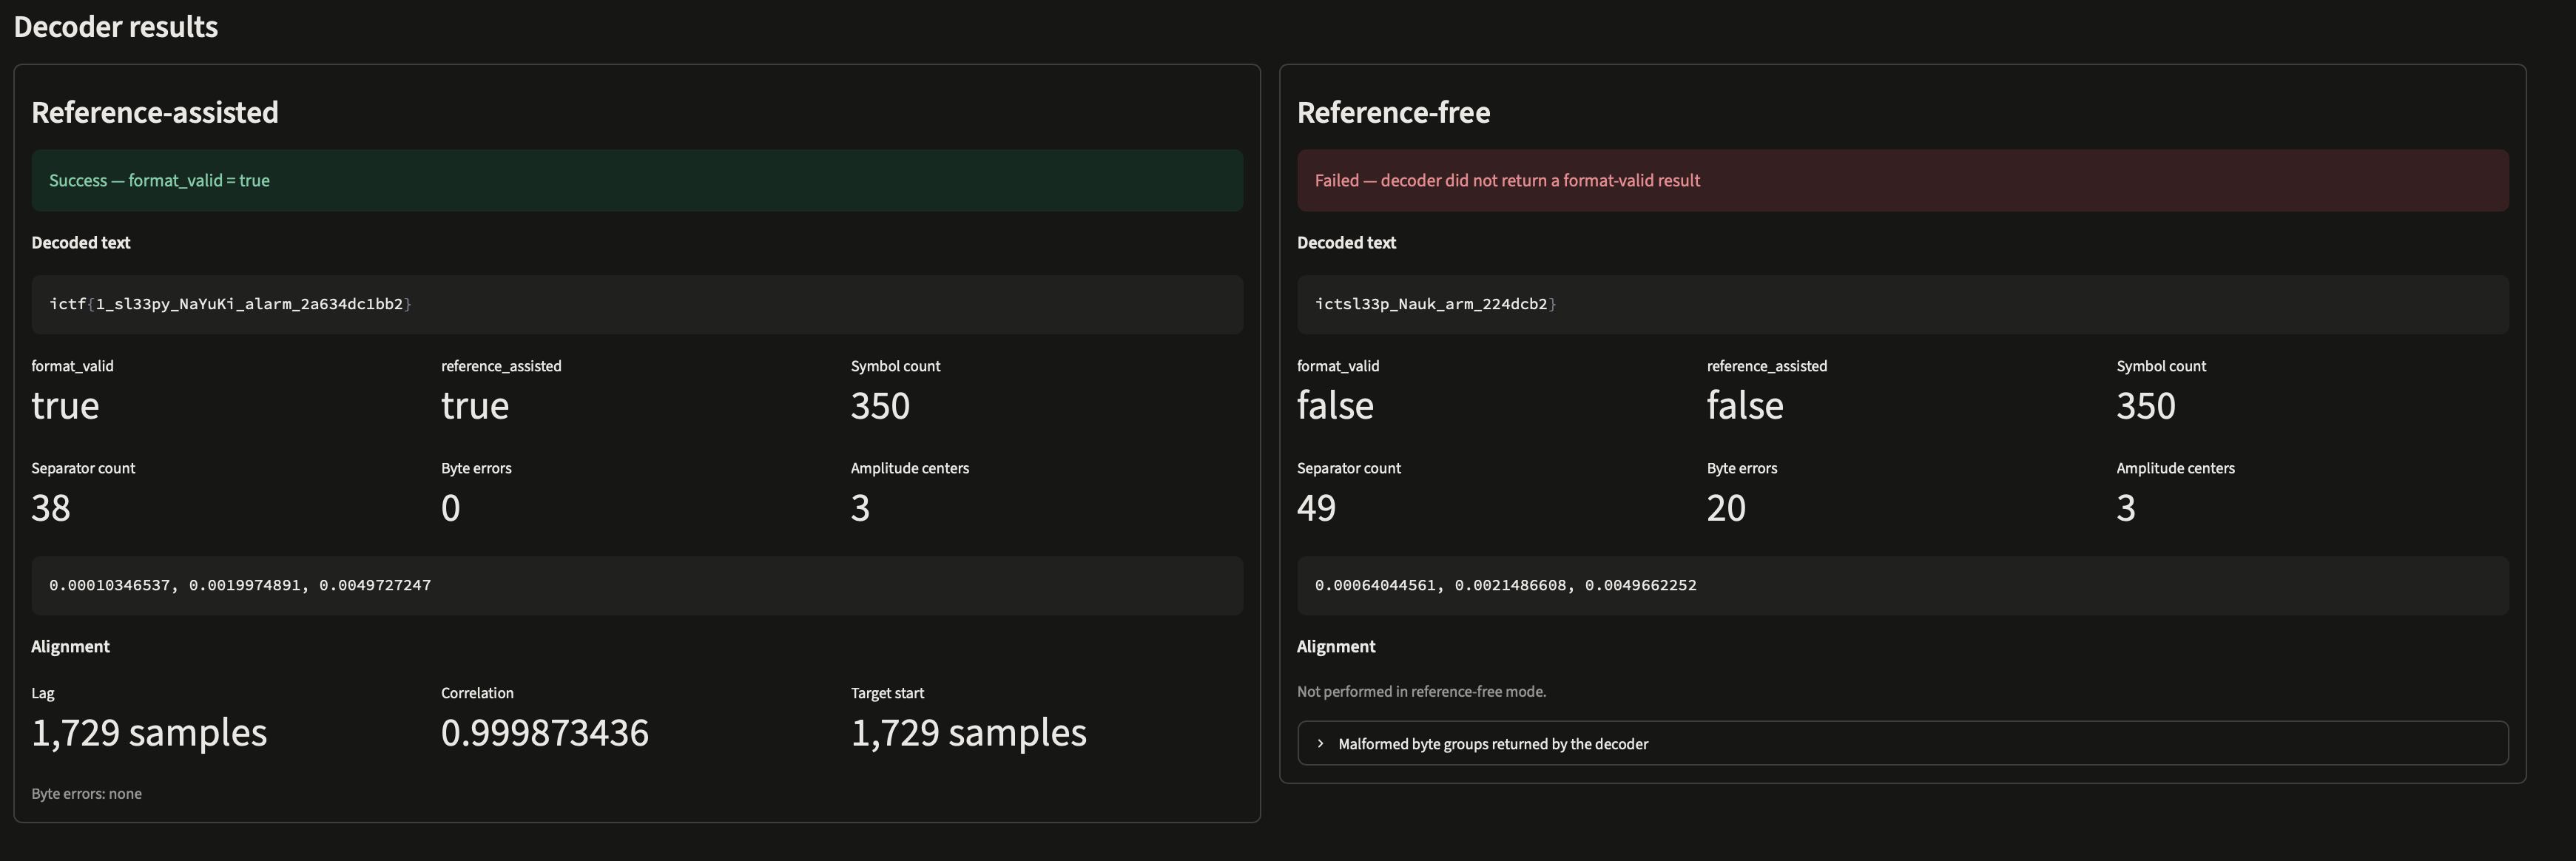 Decoder results
Reference-assisted
Success — format_valid = true
Decoded text
ictf{1_sl33py_NaYuKi_alarm_2a634dc1bb2}
format_valid
reference_assisted
Symbol count
true
true
350
Separator count
Byte errors
Amplitude centers
38
0
3
0.00010346537, 0.0019974891, 0.0049727247
Alignment
Lag
Correlation
Target start
1,729 samples
0.999873436
1,729 samples
Byte errors: none
Reference-free
Failed — decoder did not return a format-valid result
Decoded text
ictsl33p_Nauk_arm_224dcb2}
format_valid
reference_assisted
Symbol count
false
false
350
Separator count
Byte errors
Amplitude centers
49
20
3
0.00064044561, 0.0021486608, 0.0049662252
Alignment
Not performed in reference-free mode.
Malformed byte groups returned by the decoder